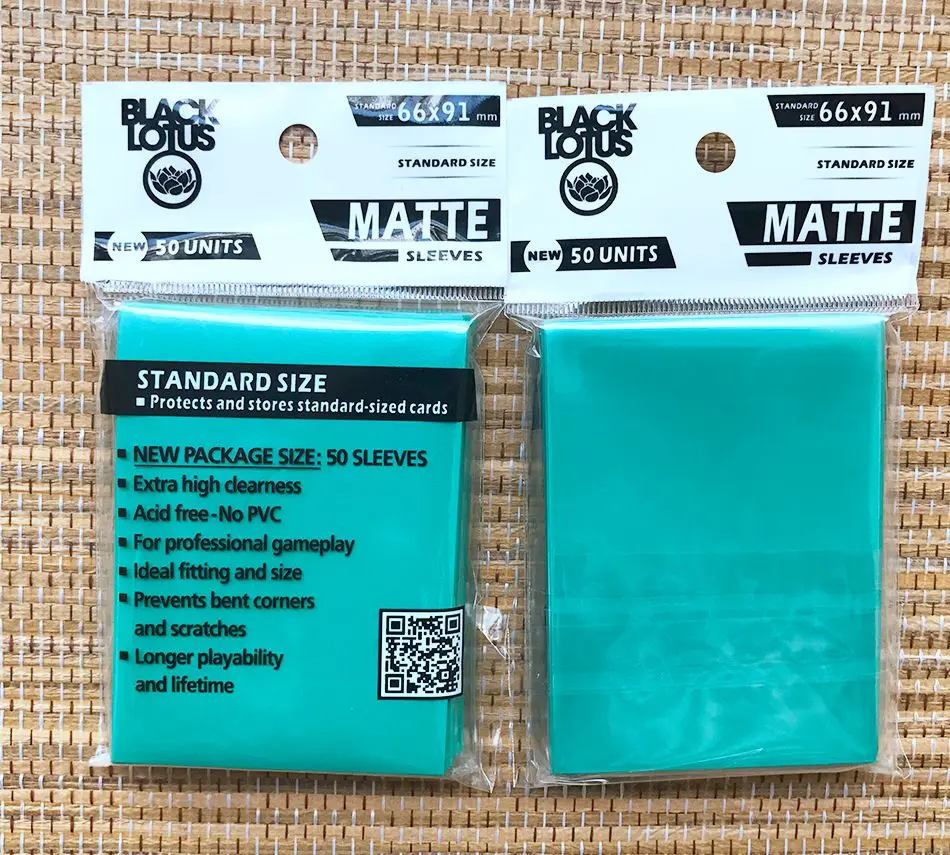 BLACK
LOTUS
STANDARD
SIZE
66x91 mm
STANDARD SIZE
MATTE
SLEEVES
NEW 50 UNITS
STANDARD SIZE
▪ Protects and stores standard-sized cards
▪ NEW PACKAGE SIZE: 50 SLEEVES
▪ Extra high clearness
▪ Acid free-No PVC
▪ For professional gameplay
▪ Ideal fitting and size
▪ Prevents bent corners
and scratches
▪ Longer playability
and lifetime
BLACK
LOTUS
STANDARD
SIZE
66x91 mm
STANDARD SIZE
MATTE
SLEEVES
NEW 50 UNITS